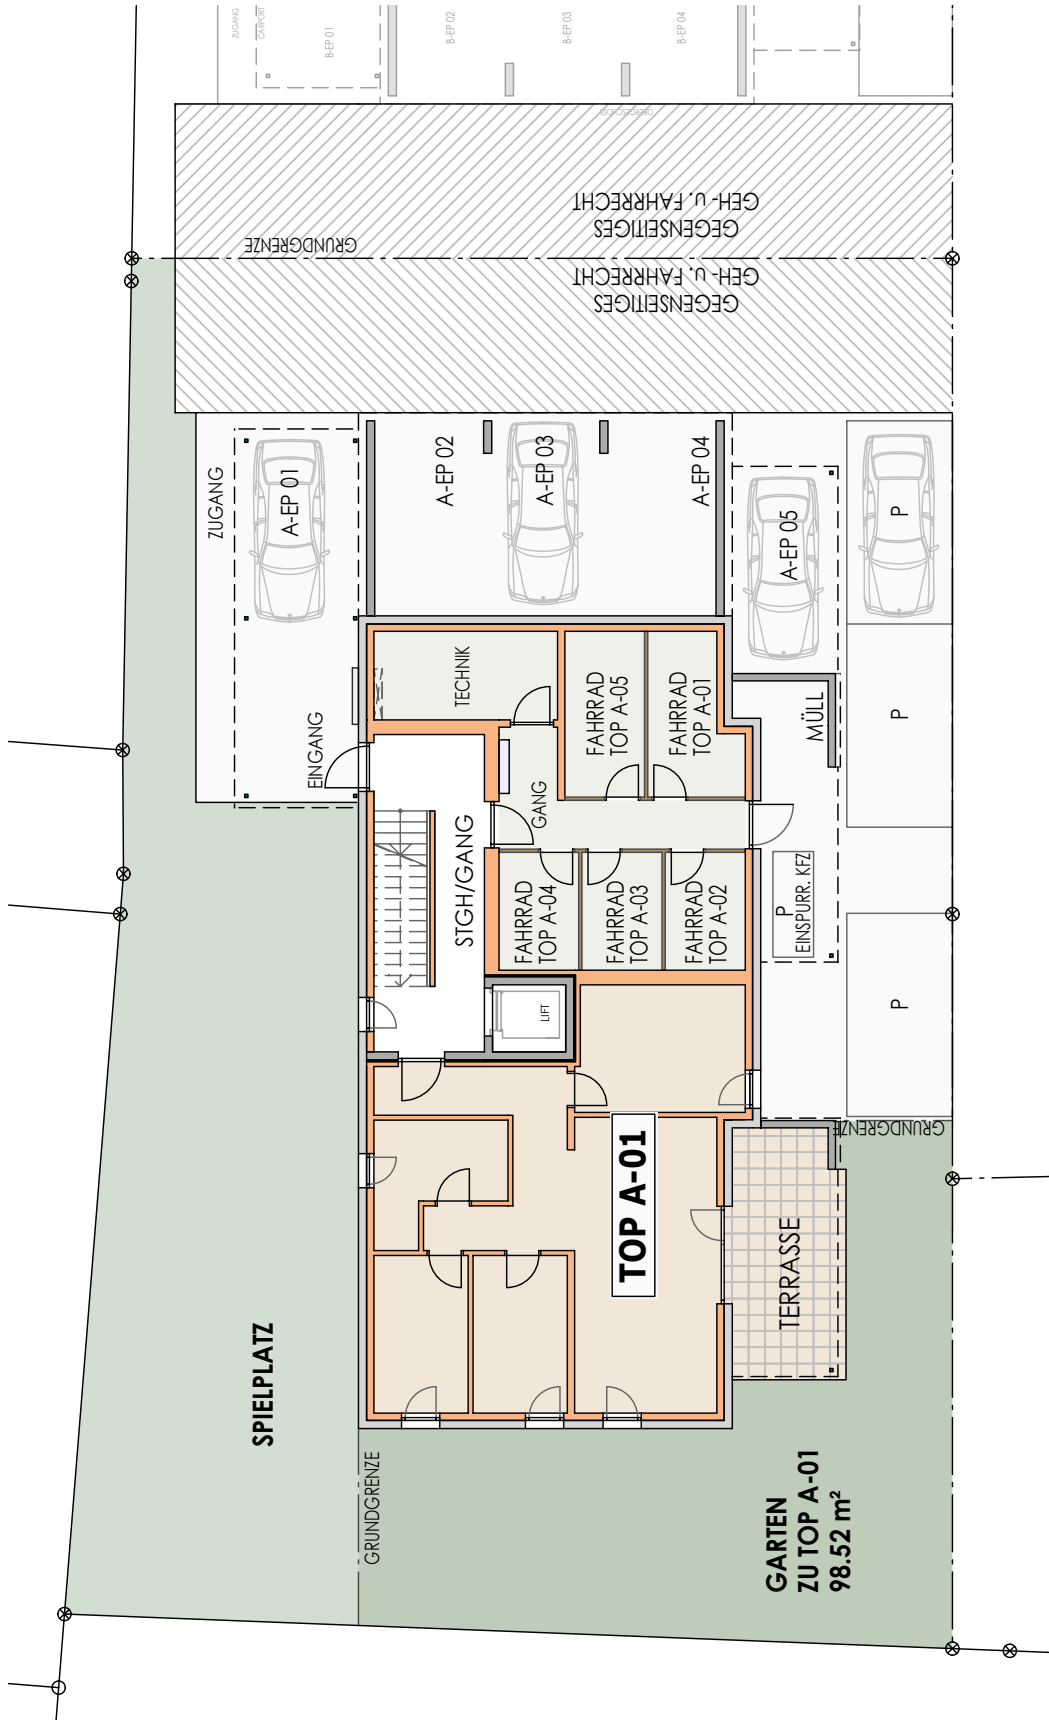 ZUGANG
CARPORT
B-EP 01
B-EP 02
B-EP 03
B-EP 04
OBERGESCHOSS
GEGENSEITIGES
GEH- u. FAHRRECHT
GRUNDGRENZE
GEGENSEITIGES
GEH- u. FAHRRECHT
ZUGANG
A-EP 01
A-EP 02
A-EP 03
A-EP 04
A-EP 05
P
EINGANG
TECHNIK
FAHRRAD
TOP A-05
FAHRRAD
TOP A-01
MÜLL
P
GANG
STGH/GANG
FAHRRAD
TOP A-04
FAHRRAD
TOP A-03
FAHRRAD
TOP A-02
P
EINSPURR. KFZ
LIFT
P
GRUNDGRENZE
TOP A-01
TERRASSE
SPIELPLATZ
GRUNDGRENZE
GARTEN
ZU TOP A-01
98.52 m²